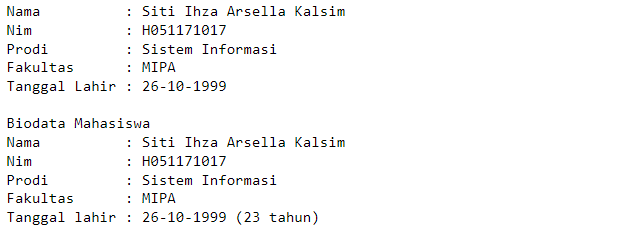 Nama          : Siti Ihza Arsella Kalsim
Nim           : H051171017
Prodi         : Sistem Informasi
Fakultas      : MIPA
Tanggal Lahir : 26-10-1999

Biodata Mahasiswa
Nama          : Siti Ihza Arsella Kalsim
Nim           : H051171017
Prodi         : Sistem Informasi
Fakultas      : MIPA
Tanggal lahir : 26-10-1999 (23 tahun)